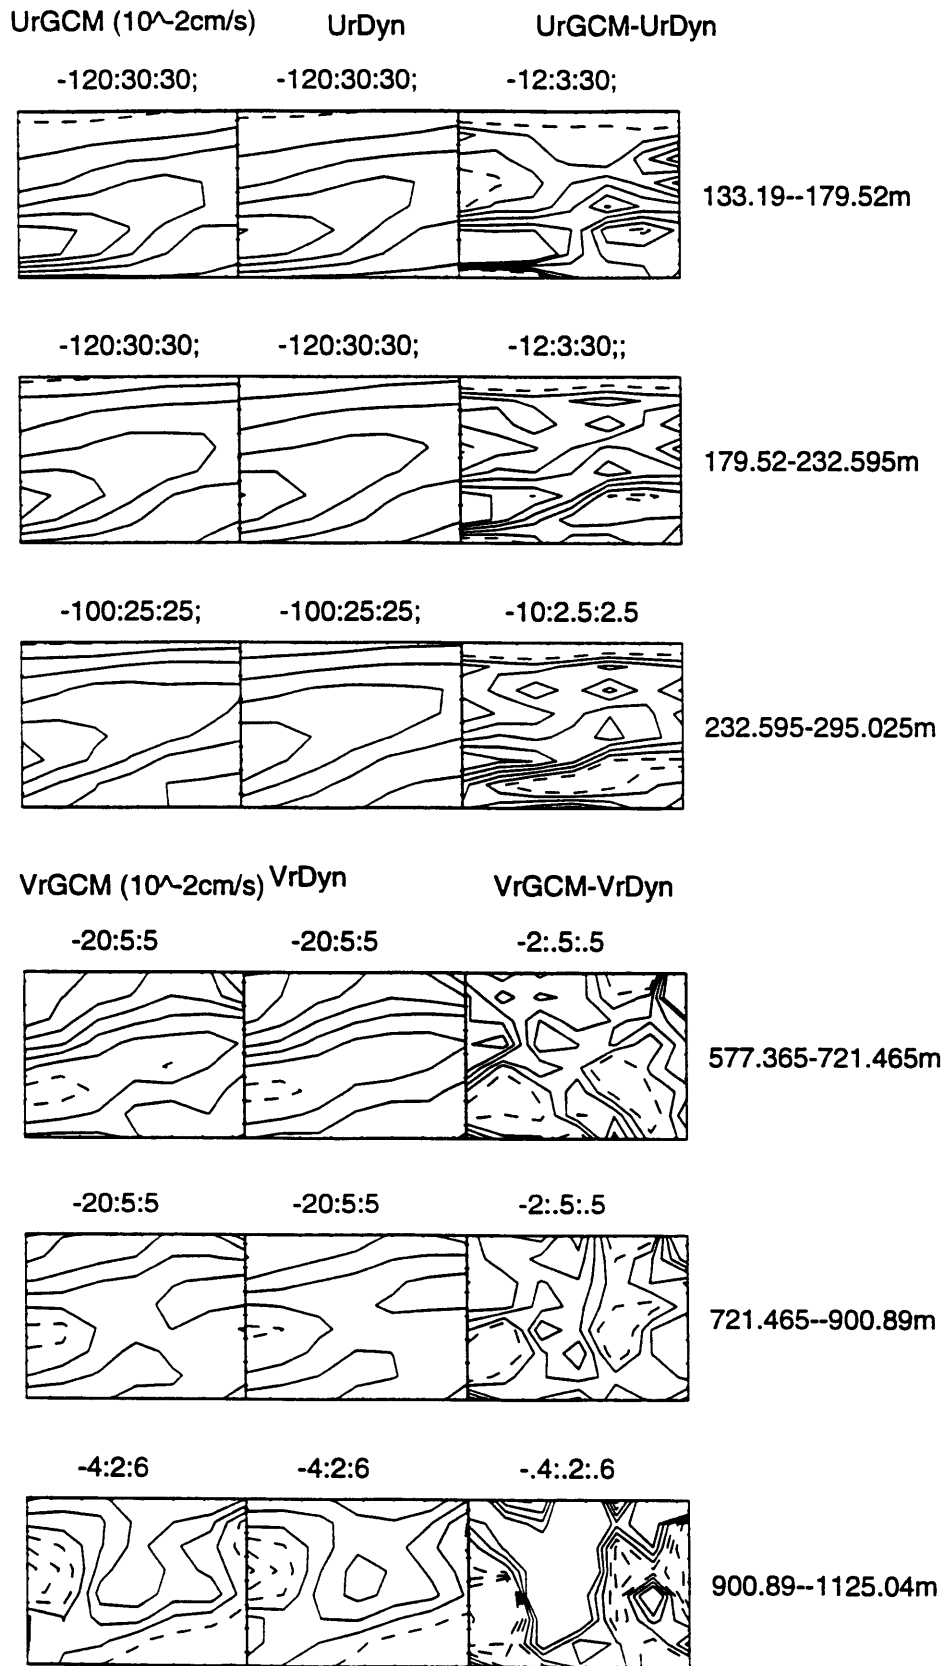 UrGCM (10^-2cm/s) UrDyn UrGCM-UrDyn
-120:30:30; -120:30:30; -12:3:30;
133.19--179.52m
-120:30:30; -120:30:30; -12:3:30;;
179.52-232.595m
-100:25:25; -100:25:25; -10:2.5:2.5
232.595-295.025m
VrGCM (10^-2cm/s) VrDyn VrGCM-VrDyn
-20:5:5 -20:5:5 -2:.5:.5
577.365-721.465m
-20:5:5 -20:5:5 -2:.5:.5
721.465--900.89m
-4:2:6 -4:2:6 -.4:.2:.6
900.89--1125.04m